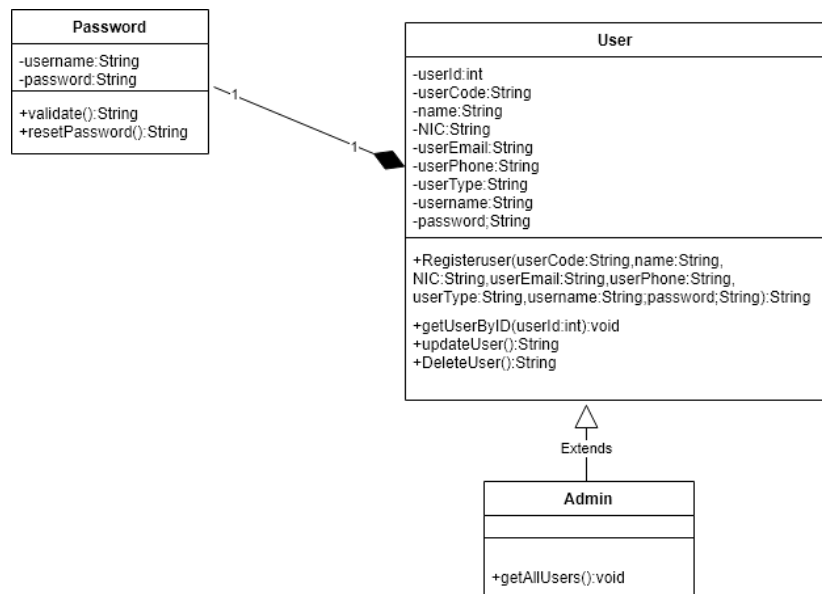 Password
-username:String
-password:String
+validate():String
+resetPassword():String
1
1
User
-userId:int
-userCode:String
-name:String
-NIC:String
-userEmail:String
-userPhone:String
-userType:String
-username:String
-password;String
+Registeruser(userCode:String,name:String,
NIC:String,userEmail:String,userPhone:String,
userType:String,username:String;password;String):String
+getUserByID(userId:int):void
+updateUser():String
+DeleteUser():String
Extends
Admin
+getAllUsers():void